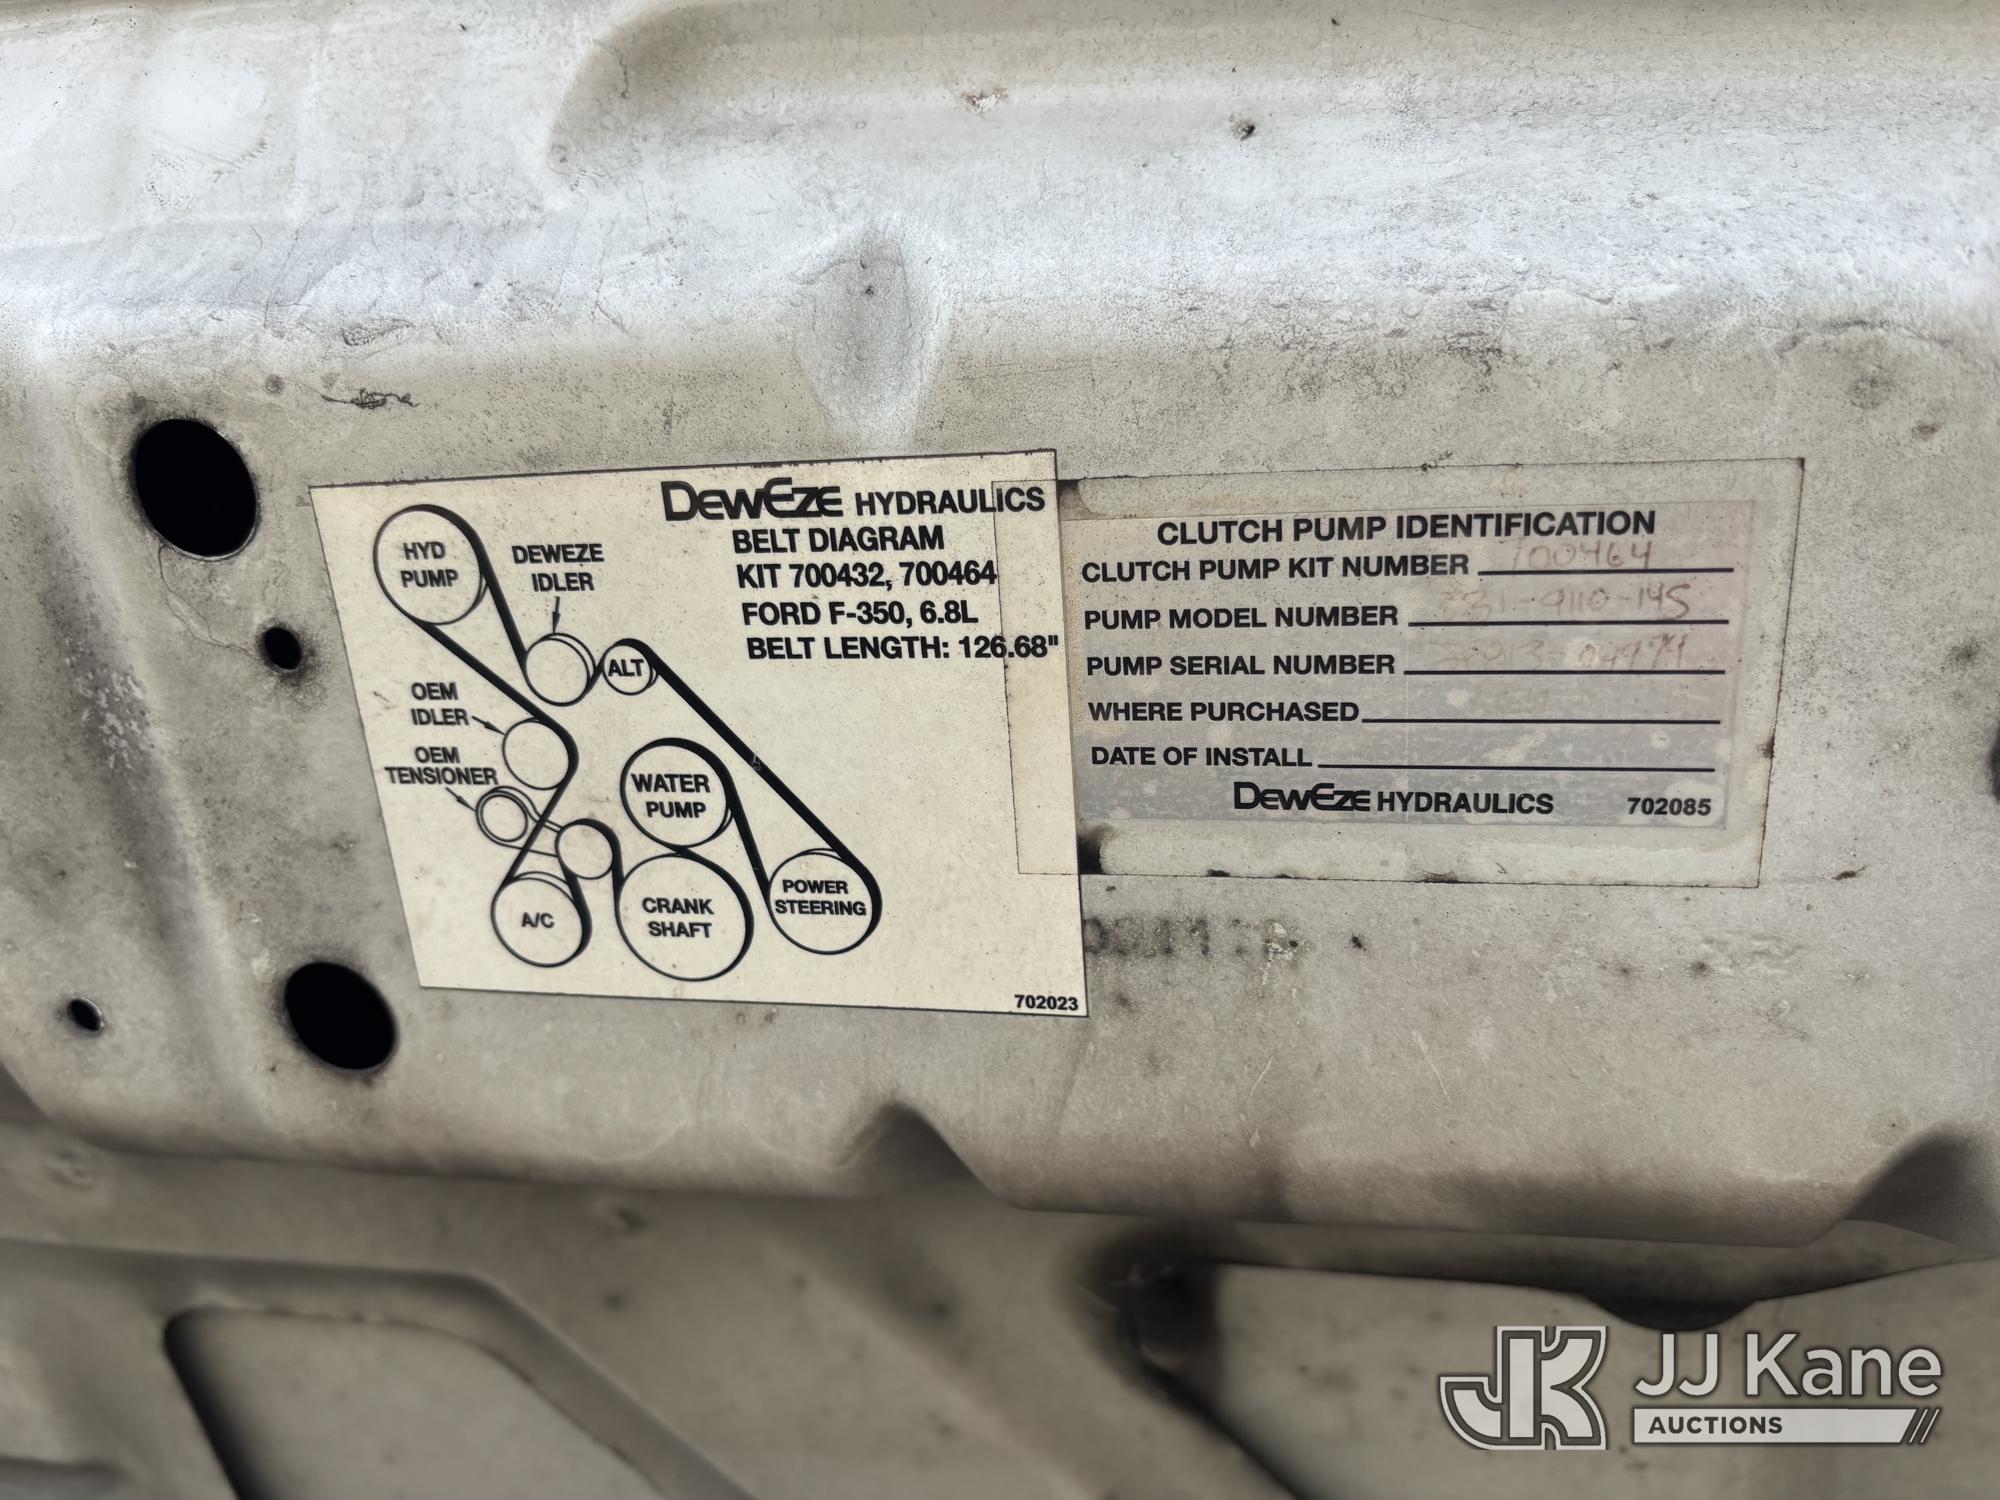 DewEze HYDRAULICS
BELT DIAGRAM
KIT 700432, 700464
FORD F-350, 6.8L
BELT LENGTH: 126.68"
HYD
PUMP
DEWEZE
IDLER
ALT
OEM
IDLER
OEM
TENSIONER
WATER
PUMP
A/C
CRANK
SHAFT
POWER
STEERING
702023
CLUTCH PUMP IDENTIFICATION
CLUTCH PUMP KIT NUMBER 700464
PUMP MODEL NUMBER
PUMP SERIAL NUMBER
WHERE PURCHASED
DATE OF INSTALL
DewEze HYDRAULICS 702085
JK JJ Kane
AUCTIONS